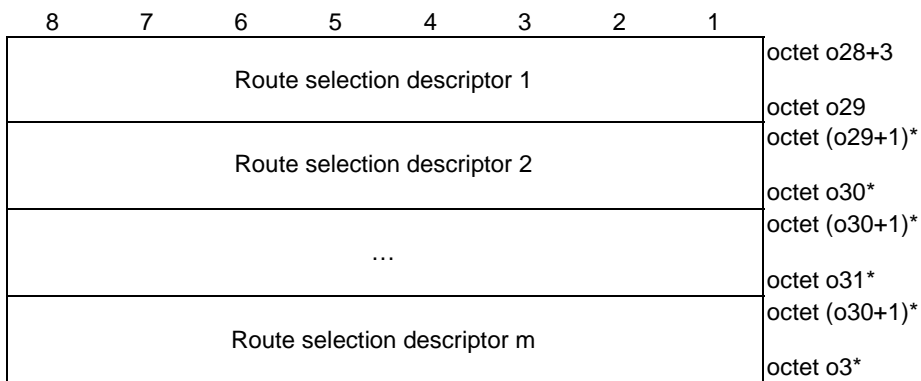 8 7 6 5 4 3 2 1
Route selection descriptor 1
octet o28+3
octet o29
Route selection descriptor 2
octet (o29+1)*
octet o30*
…
octet (o30+1)*
octet o31*
Route selection descriptor m
octet (o30+1)*
octet o3*